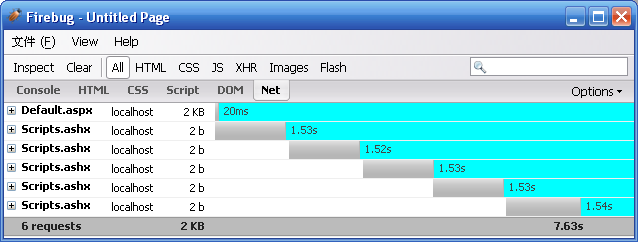 Firebug - Untitled Page
文件 (F) View Help
Inspect Clear All HTML CSS JS XHR Images Flash
Console HTML CSS Script DOM Net Options
Default.aspx localhost 2 KB 20ms
Scripts.ashx localhost 2 b 1.53s
Scripts.ashx localhost 2 b 1.52s
Scripts.ashx localhost 2 b 1.53s
Scripts.ashx localhost 2 b 1.53s
Scripts.ashx localhost 2 b 1.54s
6 requests 2 KB 7.63s